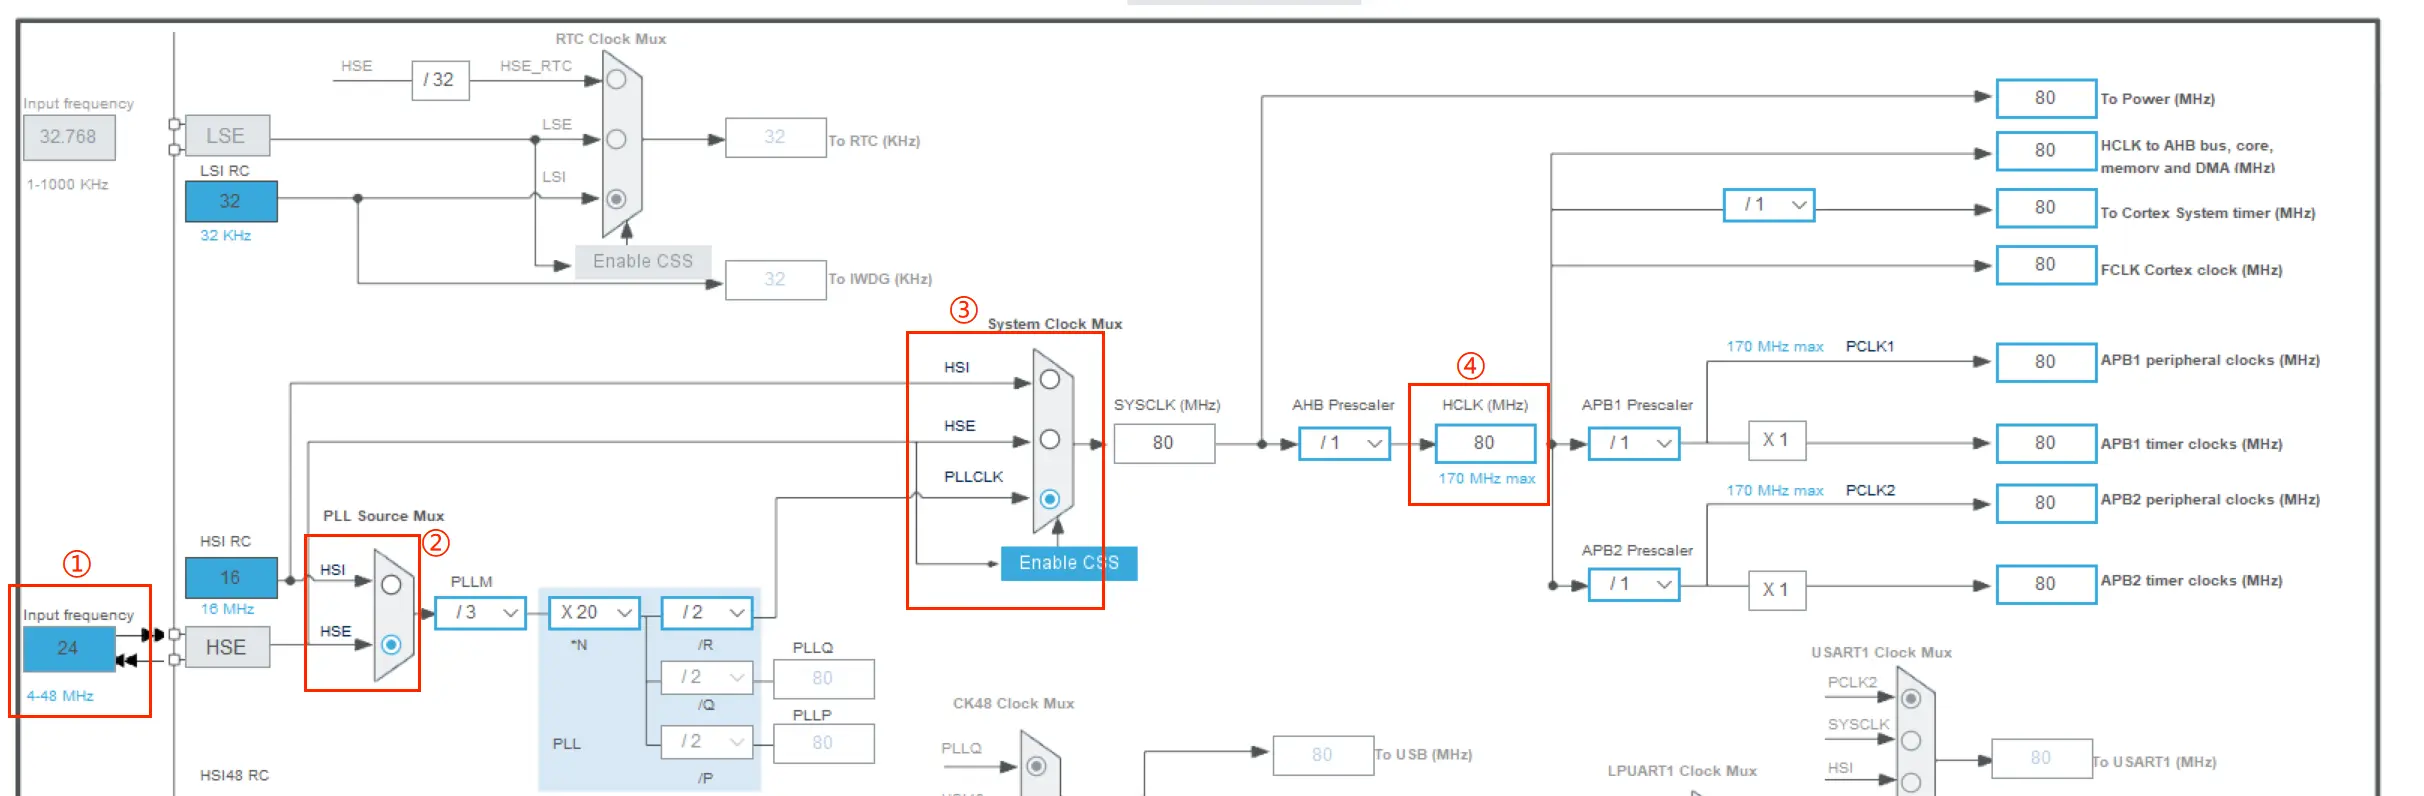 RTC Clock Mux
HSE
/ 32
HSE_RTC
Input frequency
32.768
1-1000 KHz
LSE
LSE
LSI RC
32
32 KHz
LSI
32
To RTC (KHz)
Enable CSS
32
To IWDG (KHz)
80
To Power (MHz)
80
HCLK to AHB bus, core,
memory and DMA (MHz)
/ 1
80
To Cortex System timer (MHz)
80
FCLK Cortex clock (MHz)
③
System Clock Mux
HSI
HSE
PLLCLK
Enable CSS
SYSCLK (MHz)
80
AHB Prescaler
/ 1
④
HCLK (MHz)
80
170 MHz max
APB1 Prescaler
/ 1
170 MHz max
PCLK1
80
APB1 peripheral clocks (MHz)
X 1
80
APB1 timer clocks (MHz)
170 MHz max
PCLK2
80
APB2 peripheral clocks (MHz)
APB2 Prescaler
/ 1
X 1
80
APB2 timer clocks (MHz)
①
Input frequency
24
4-48 MHz
HSI RC
16
16 MHz
HSE
PLL Source Mux
②
HSI
HSE
PLLM
/ 3
X 20
*N
/ 2
/R
/ 2
/Q
/ 2
/P
PLL
PLLQ
80
PLLP
80
HSI48 RC
CK48 Clock Mux
PLLQ
80
To USB (MHz)
USART1 Clock Mux
PCLK2
SYSCLK
HSI
80
To USART1 (MHz)
LPUART1 Clock Mux